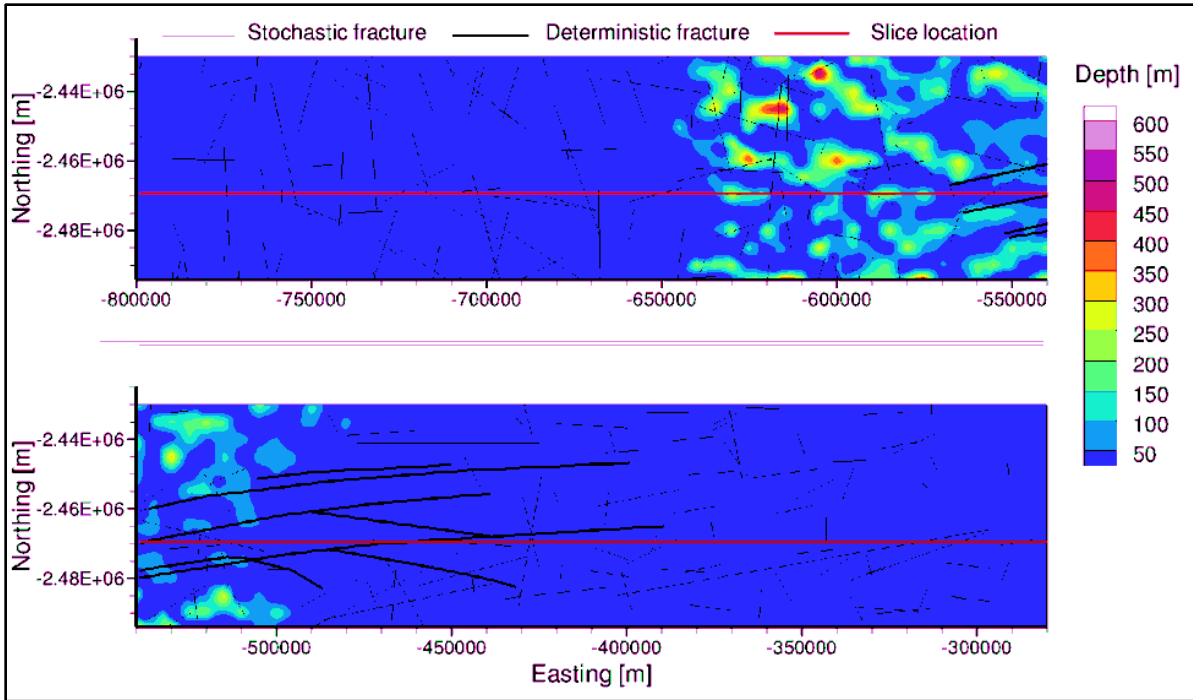 Stochastic fracture Deterministic fracture Slice location
Depth [m]
600
550
500
450
400
350
300
250
200
150
100
50
Northing [m]
-2.44E+06
-2.46E+06
-2.48E+06
-800000 -750000 -700000 -650000 -600000 -550000
Northing [m]
-2.44E+06
-2.46E+06
-2.48E+06
-500000 -450000 -400000 -350000 -300000
Easting [m]